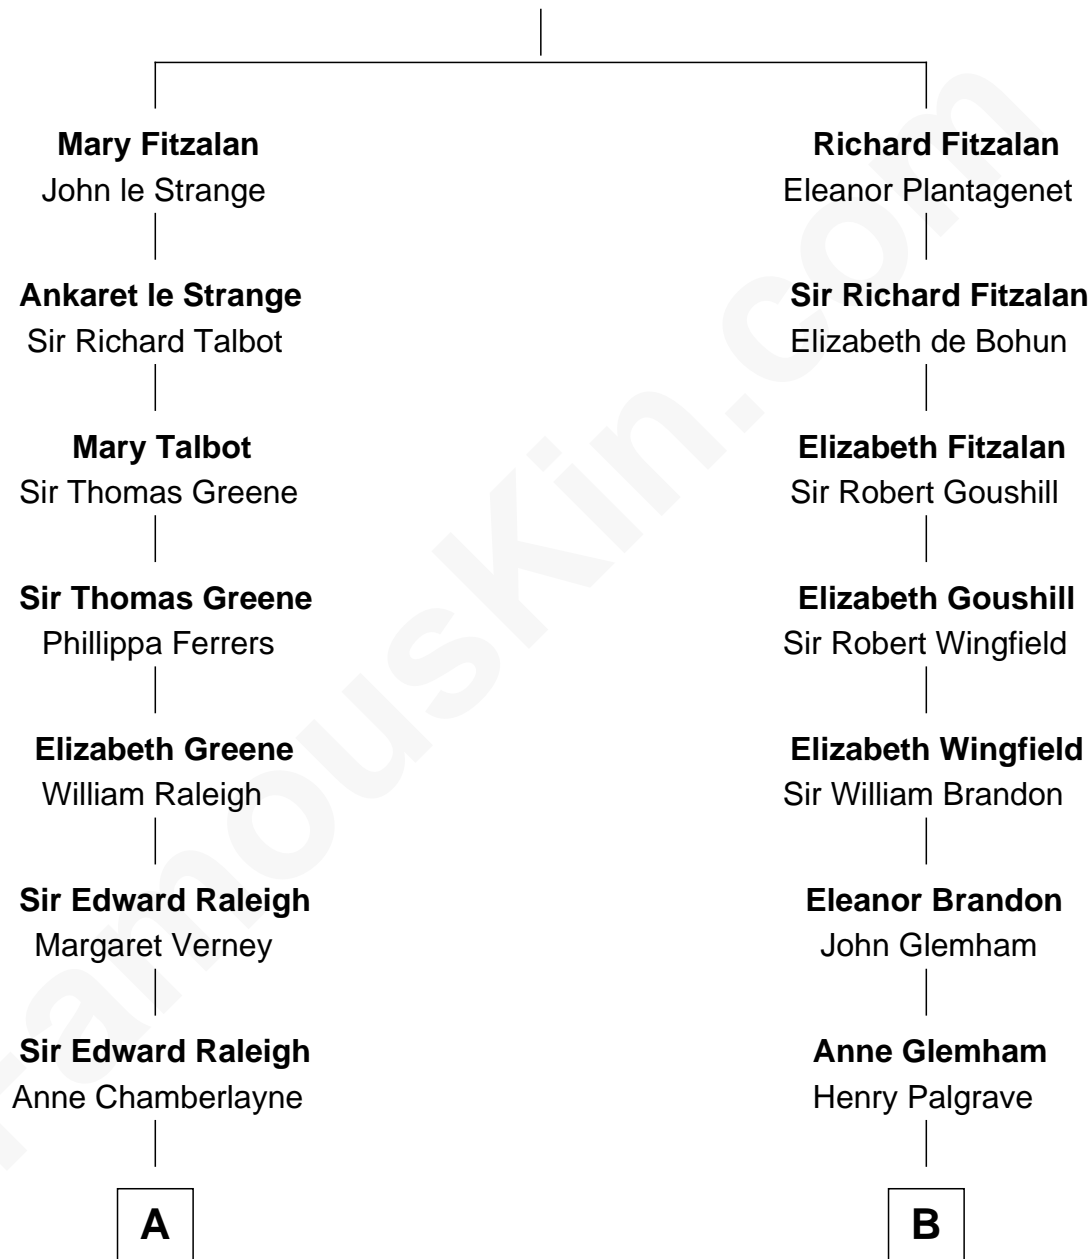 Mary Fitzalan
John le Strange
Richard Fitzalan
Eleanor Plantagenet
Ankaret le Strange
Sir Richard Talbot
Sir Richard Fitzalan
Elizabeth de Bohun
Mary Talbot
Sir Thomas Greene
Elizabeth Fitzalan
Sir Robert Goushill
Sir Thomas Greene
Phillippa Ferrers
Elizabeth Goushill
Sir Robert Wingfield
Elizabeth Greene
William Raleigh
Elizabeth Wingfield
Sir William Brandon
Sir Edward Raleigh
Margaret Verney
Eleanor Brandon
John Glemham
Sir Edward Raleigh
Anne Chamberlayne
Anne Glemham
Henry Palgrave
A
B
FamousKin.com